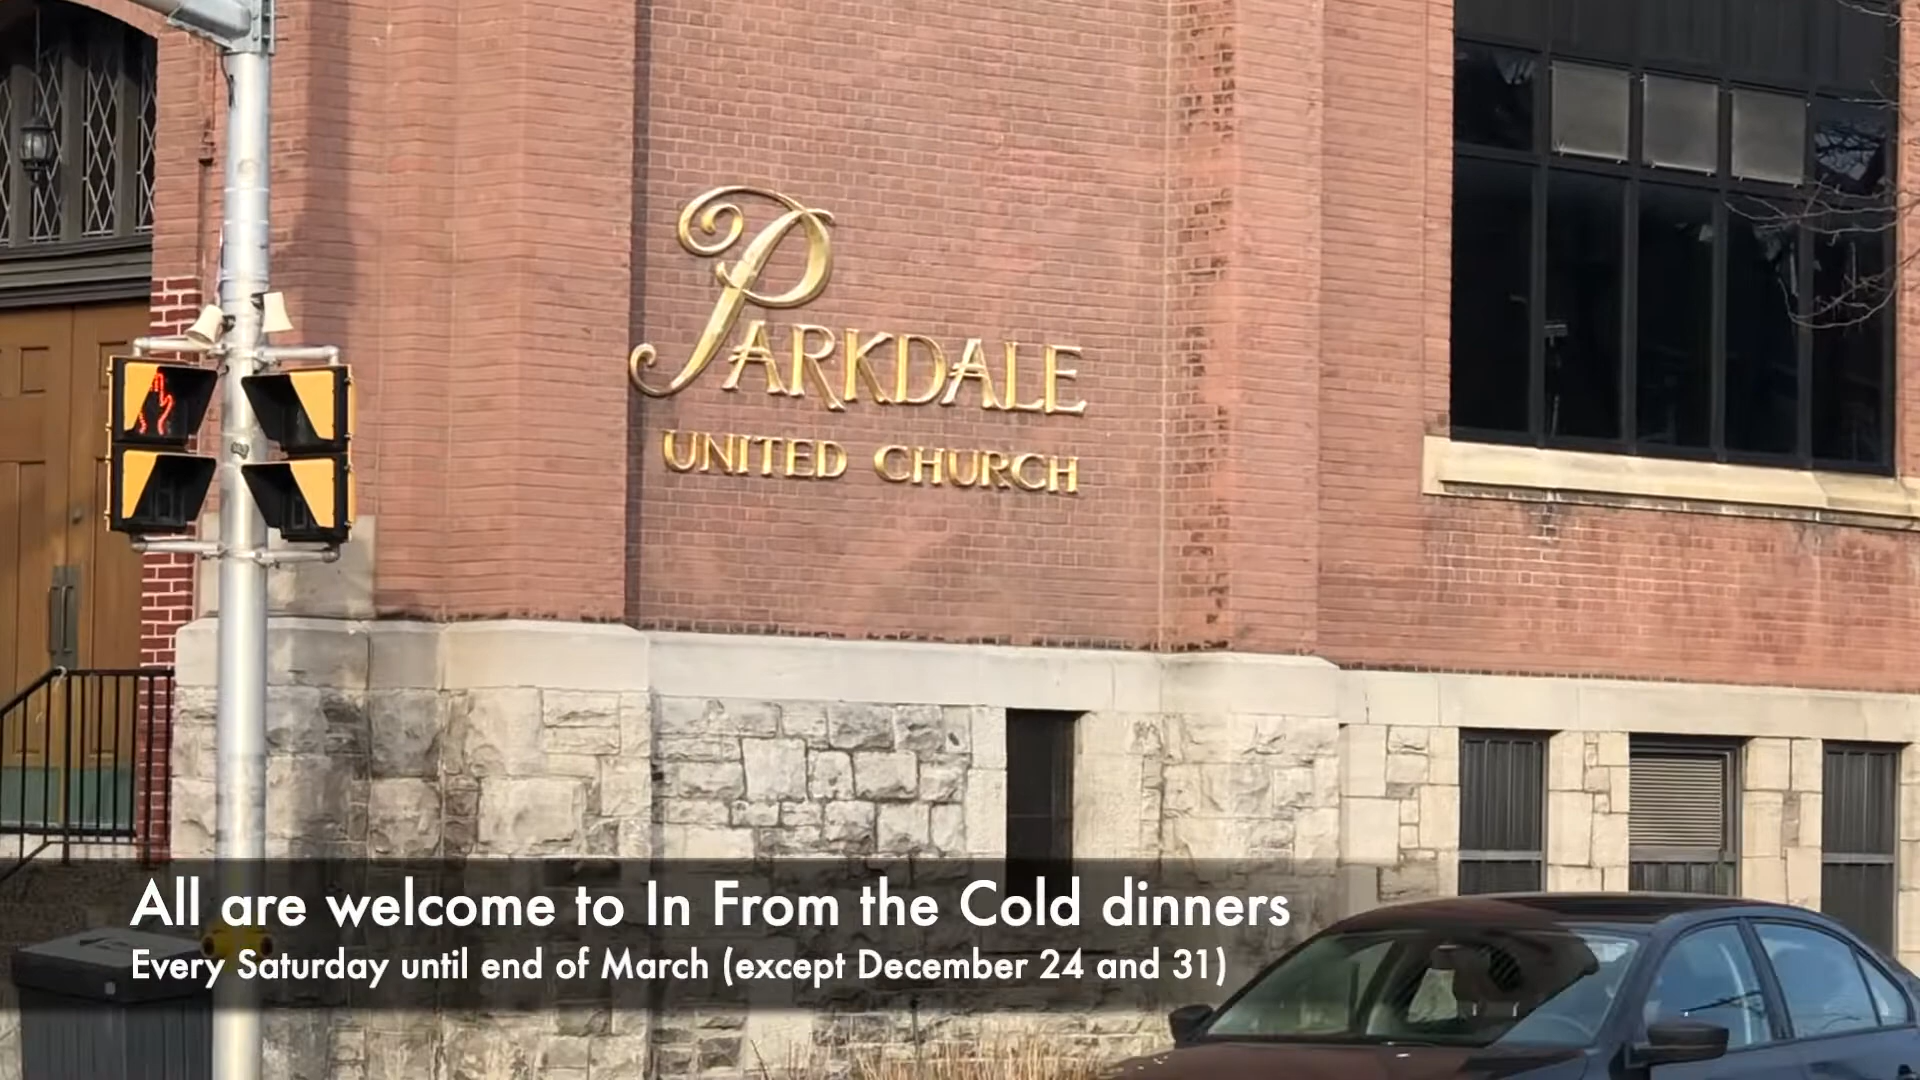 PARKDALE
UNITED CHURCH
All are welcome to In From the Cold dinners
Every Saturday until end of March (except December 24 and 31)